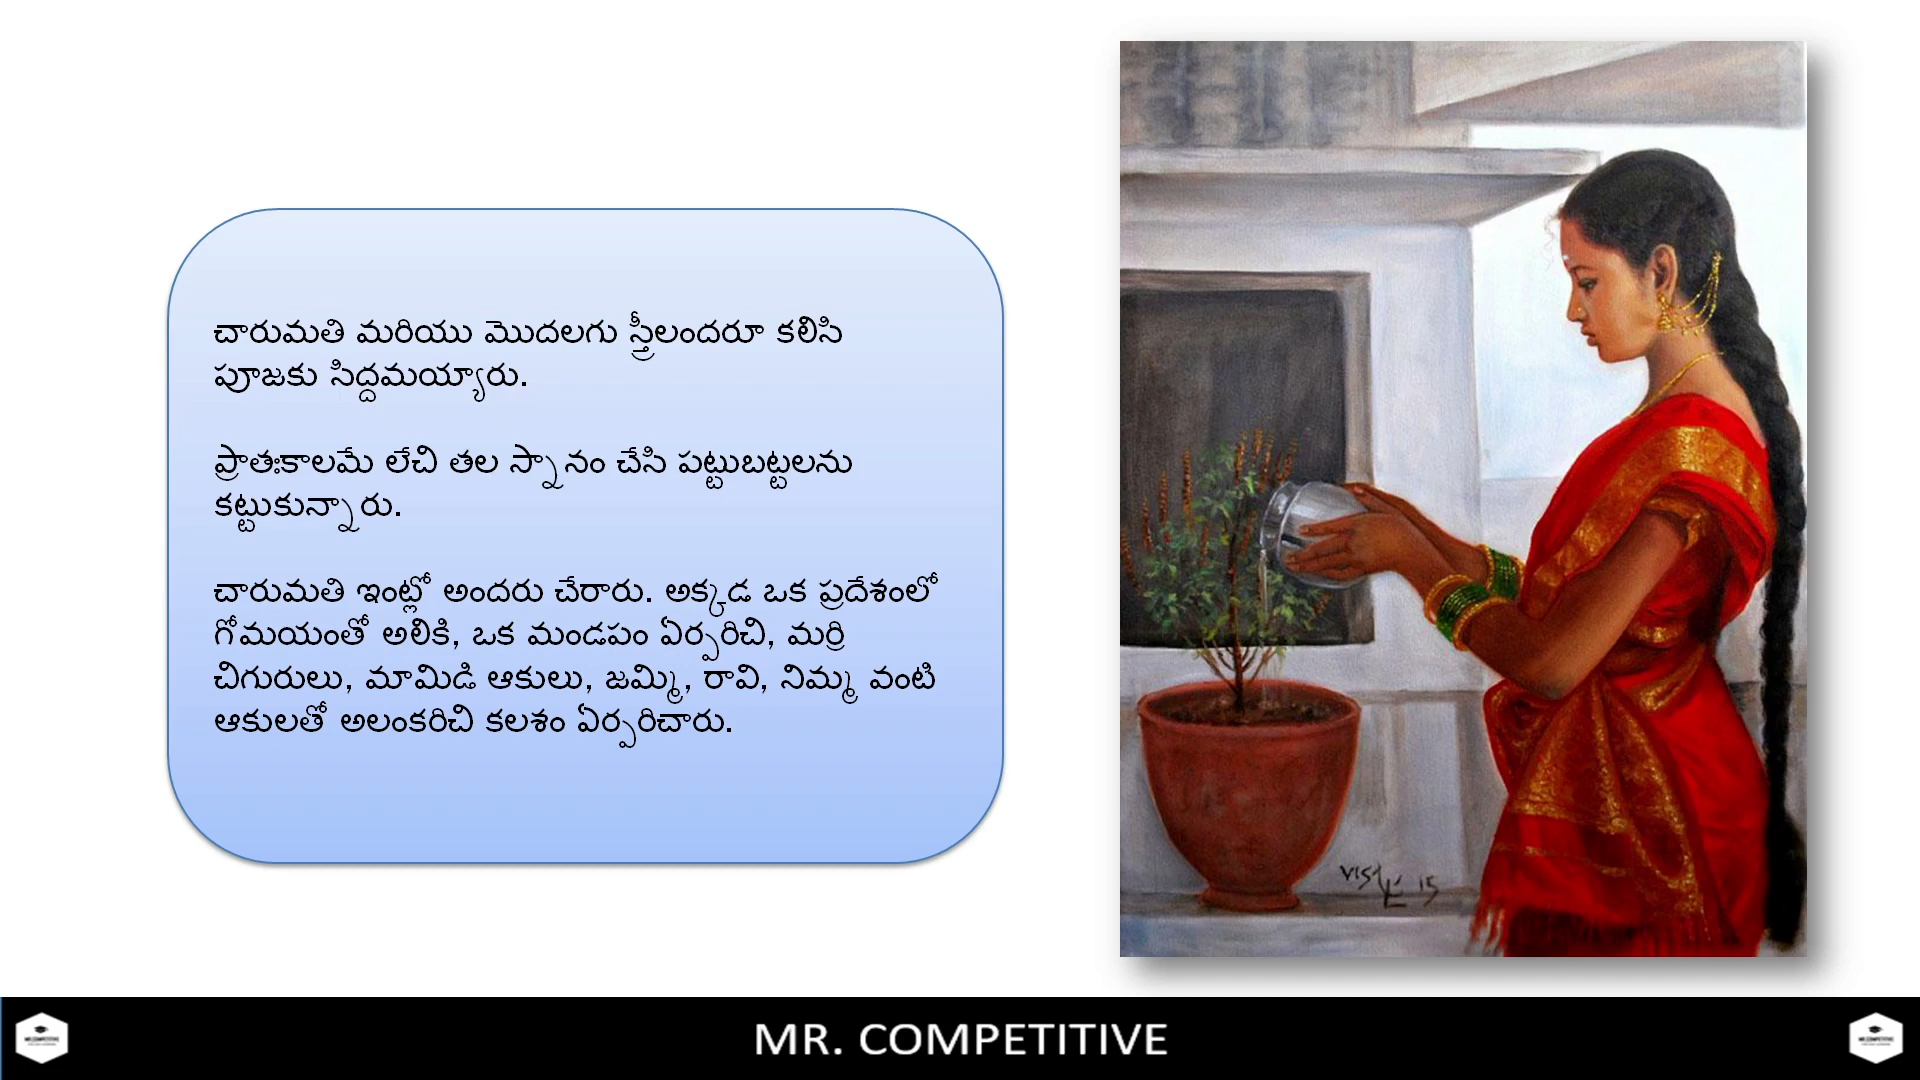 చారుమతి మరియు మొదలగు స్త్రీలందరూ కలిసి
పూజకు సిద్దమయ్యారు.
ప్రాతఃకాలమే లేచి తల స్నానం చేసి పట్టుబట్టలను
కట్టుకున్నారు.
చారుమతి ఇంట్లో అందరు చేరారు. అక్కడ ఒక ప్రదేశంలో
గోమయంతో అలికి, ఒక మండపం ఏర్పరిచి, మర్రి
చిగురులు, మామిడి ఆకులు, జమ్మి, రావి, నిమ్మ వంటి
ఆకులతో అలంకరిచి కలశం ఏర్పరిచారు.
MR. COMPETITIVE